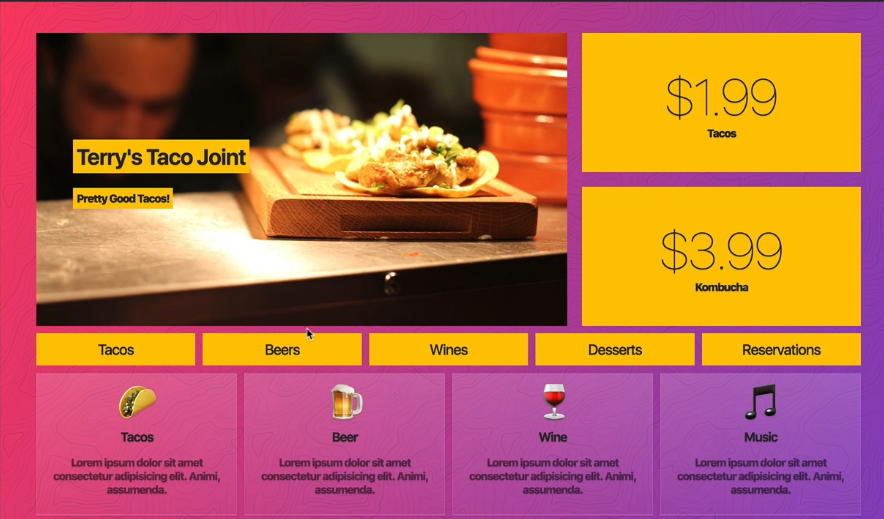 Terry's Taco Joint
Pretty Good Tacos!
$1.99
Tacos
$3.99
Kombucha
Tacos
Beers
Wines
Desserts
Reservations
Tacos
Lorem ipsum dolor sit amet
consectetur adipisicing elit. Animi,
assumenda.
Beer
Lorem ipsum dolor sit amet
consectetur adipisicing elit. Animi,
assumenda.
Wine
Lorem ipsum dolor sit amet
consectetur adipisicing elit. Animi,
assumenda.
Music
Lorem ipsum dolor sit amet
consectetur adipisicing elit. Animi,
assumenda.